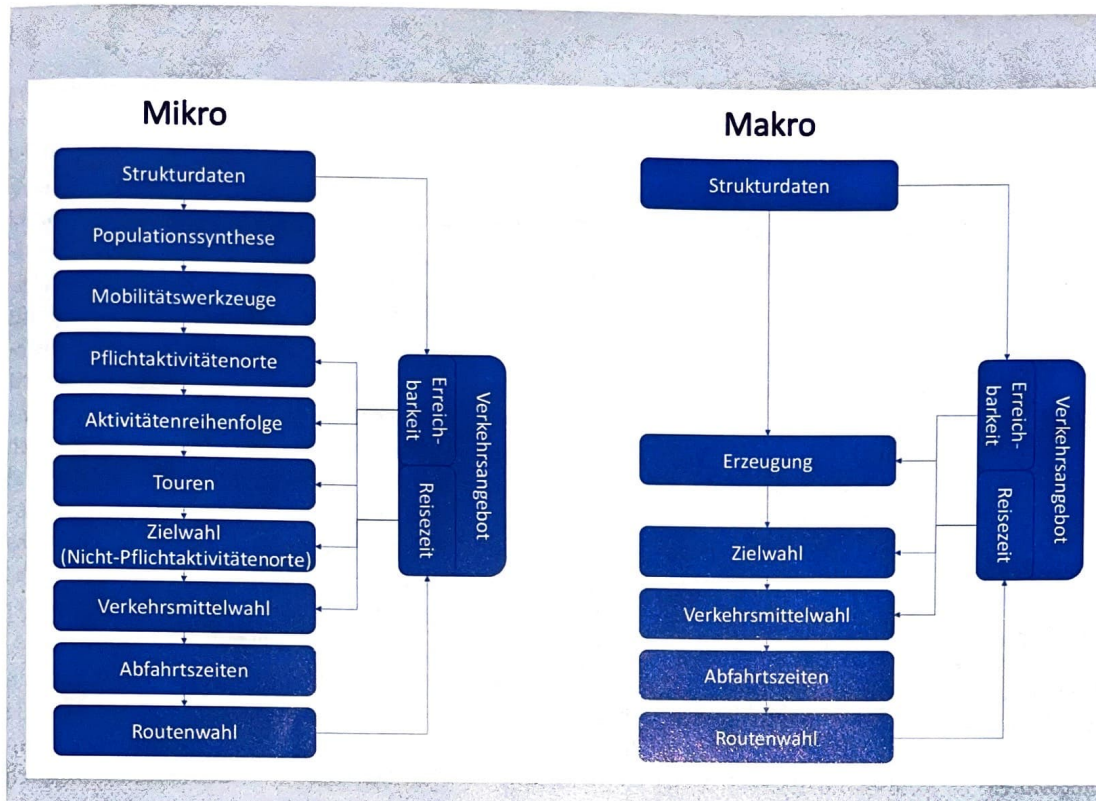 Mikro
Strukturdaten
Populationssynthese
Mobilitätswerkzeuge
Pflichtaktivitätenorte
Aktivitätenreihenfolge
Touren
Zielwahl
(Nicht-Pflichtaktivitätenorte)
Verkehrsmittelwahl
Abfahrtszeiten
Routenwahl
Verkehrsangebot
Erreich-
barkeit
Reisezeit
Makro
Strukturdaten
Erzeugung
Zielwahl
Verkehrsmittelwahl
Abfahrtszeiten
Routenwahl
Verkehrsangebot
Erreich-
barkeit
Reisezeit